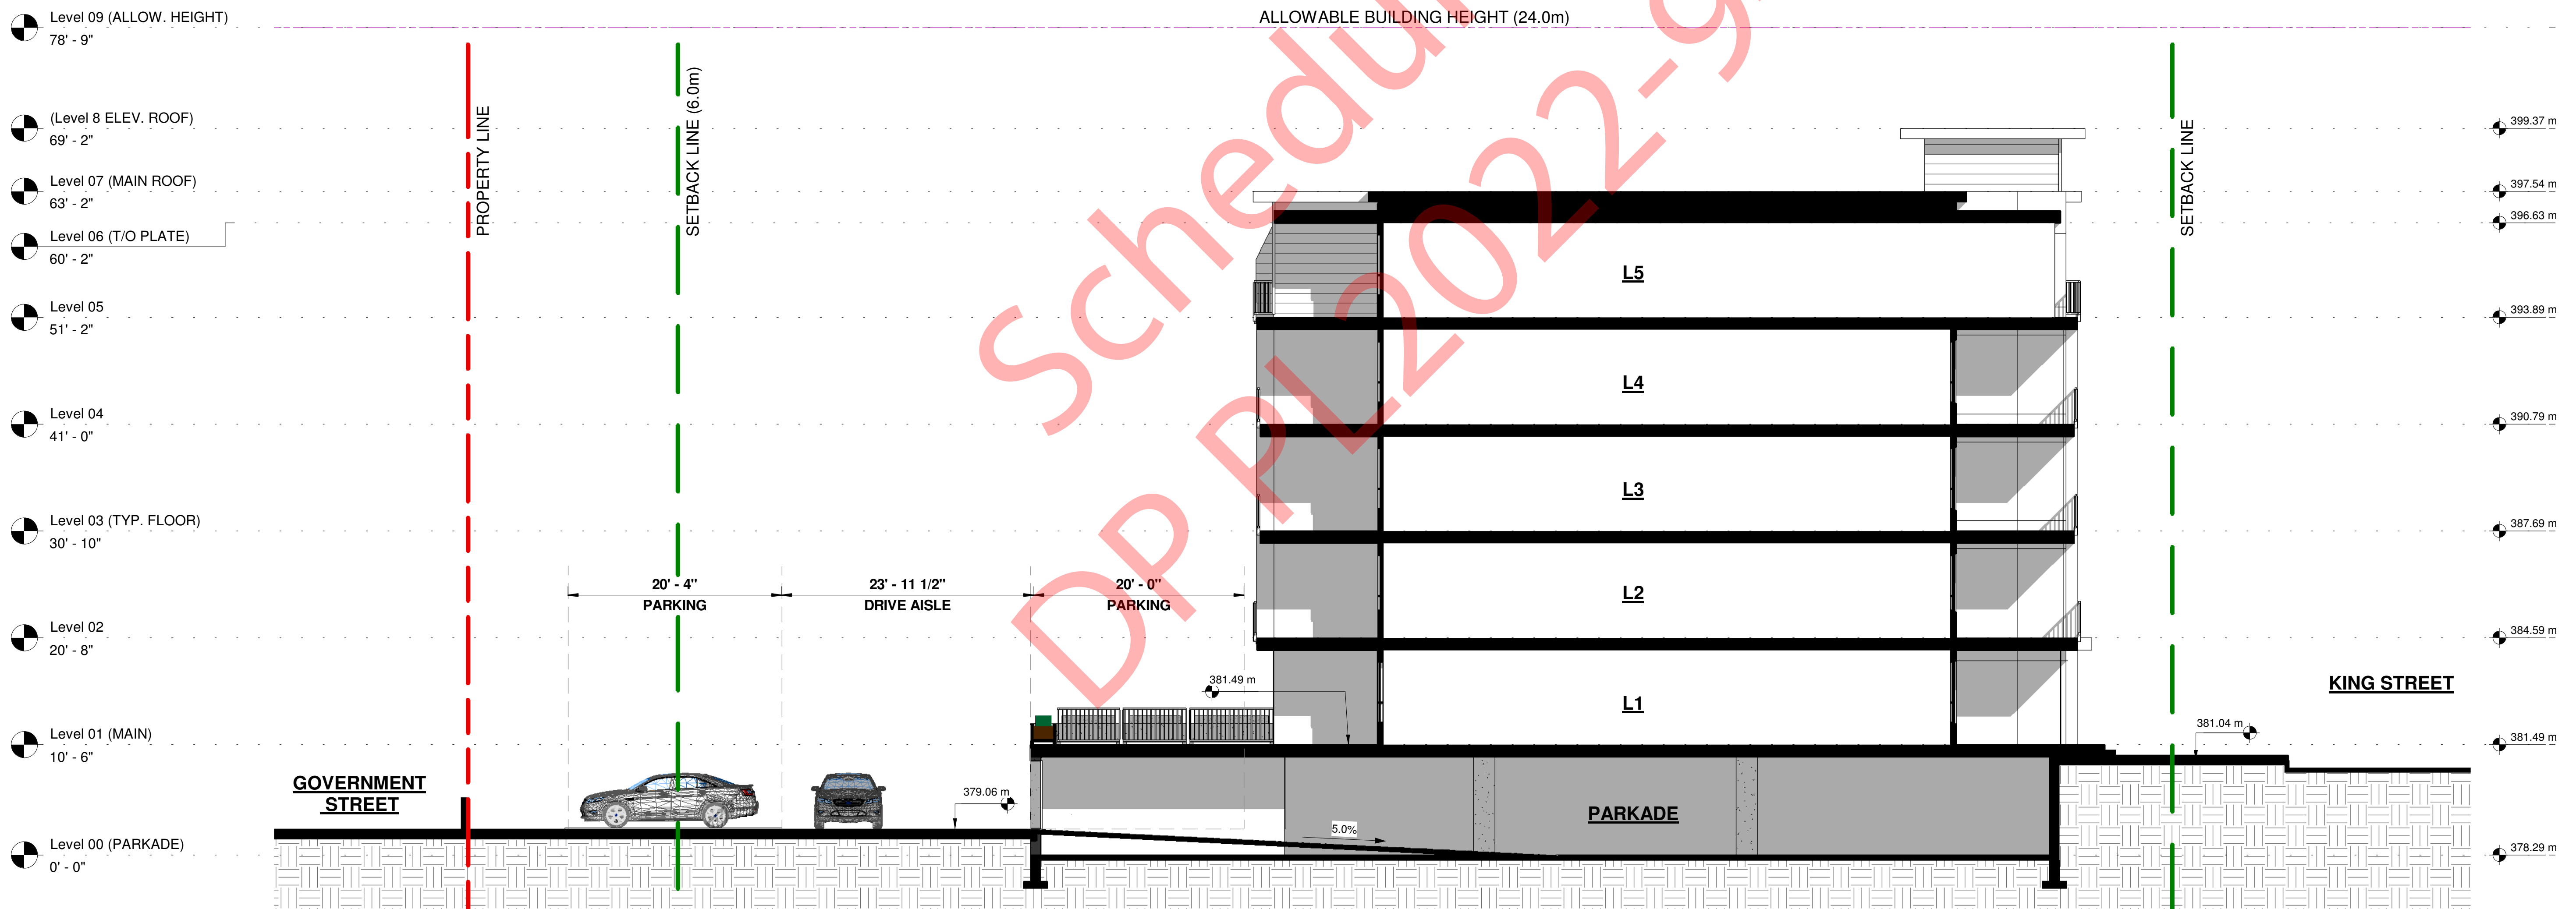 Level 09 (ALLOW. HEIGHT)
78' - 9"
ALLOWABLE BUILDING HEIGHT (24.0m)
(Level 8 ELEV. ROOF)
69' - 2"
399.37 m
Level 07 (MAIN ROOF)
63' - 2"
397.54 m
396.63 m
Level 06 (T/O PLATE)
60' - 2"
PROPERTY LINE
SETBACK LINE (6.0m)
SETBACK LINE
L5
Level 05
51' - 2"
393.89 m
L4
Level 04
41' - 0"
390.79 m
L3
Level 03 (TYP. FLOOR)
30' - 10"
387.69 m
20' - 4"
PARKING
23' - 11 1/2"
DRIVE AISLE
20' - 0"
PARKING
L2
Level 02
20' - 8"
384.59 m
381.49 m
L1
KING STREET
381.04 m
Level 01 (MAIN)
10' - 6"
381.49 m
GOVERNMENT
STREET
379.06 m
PARKADE
5.0%
Level 00 (PARKADE)
0' - 0"
378.29 m
DP PL2022-9